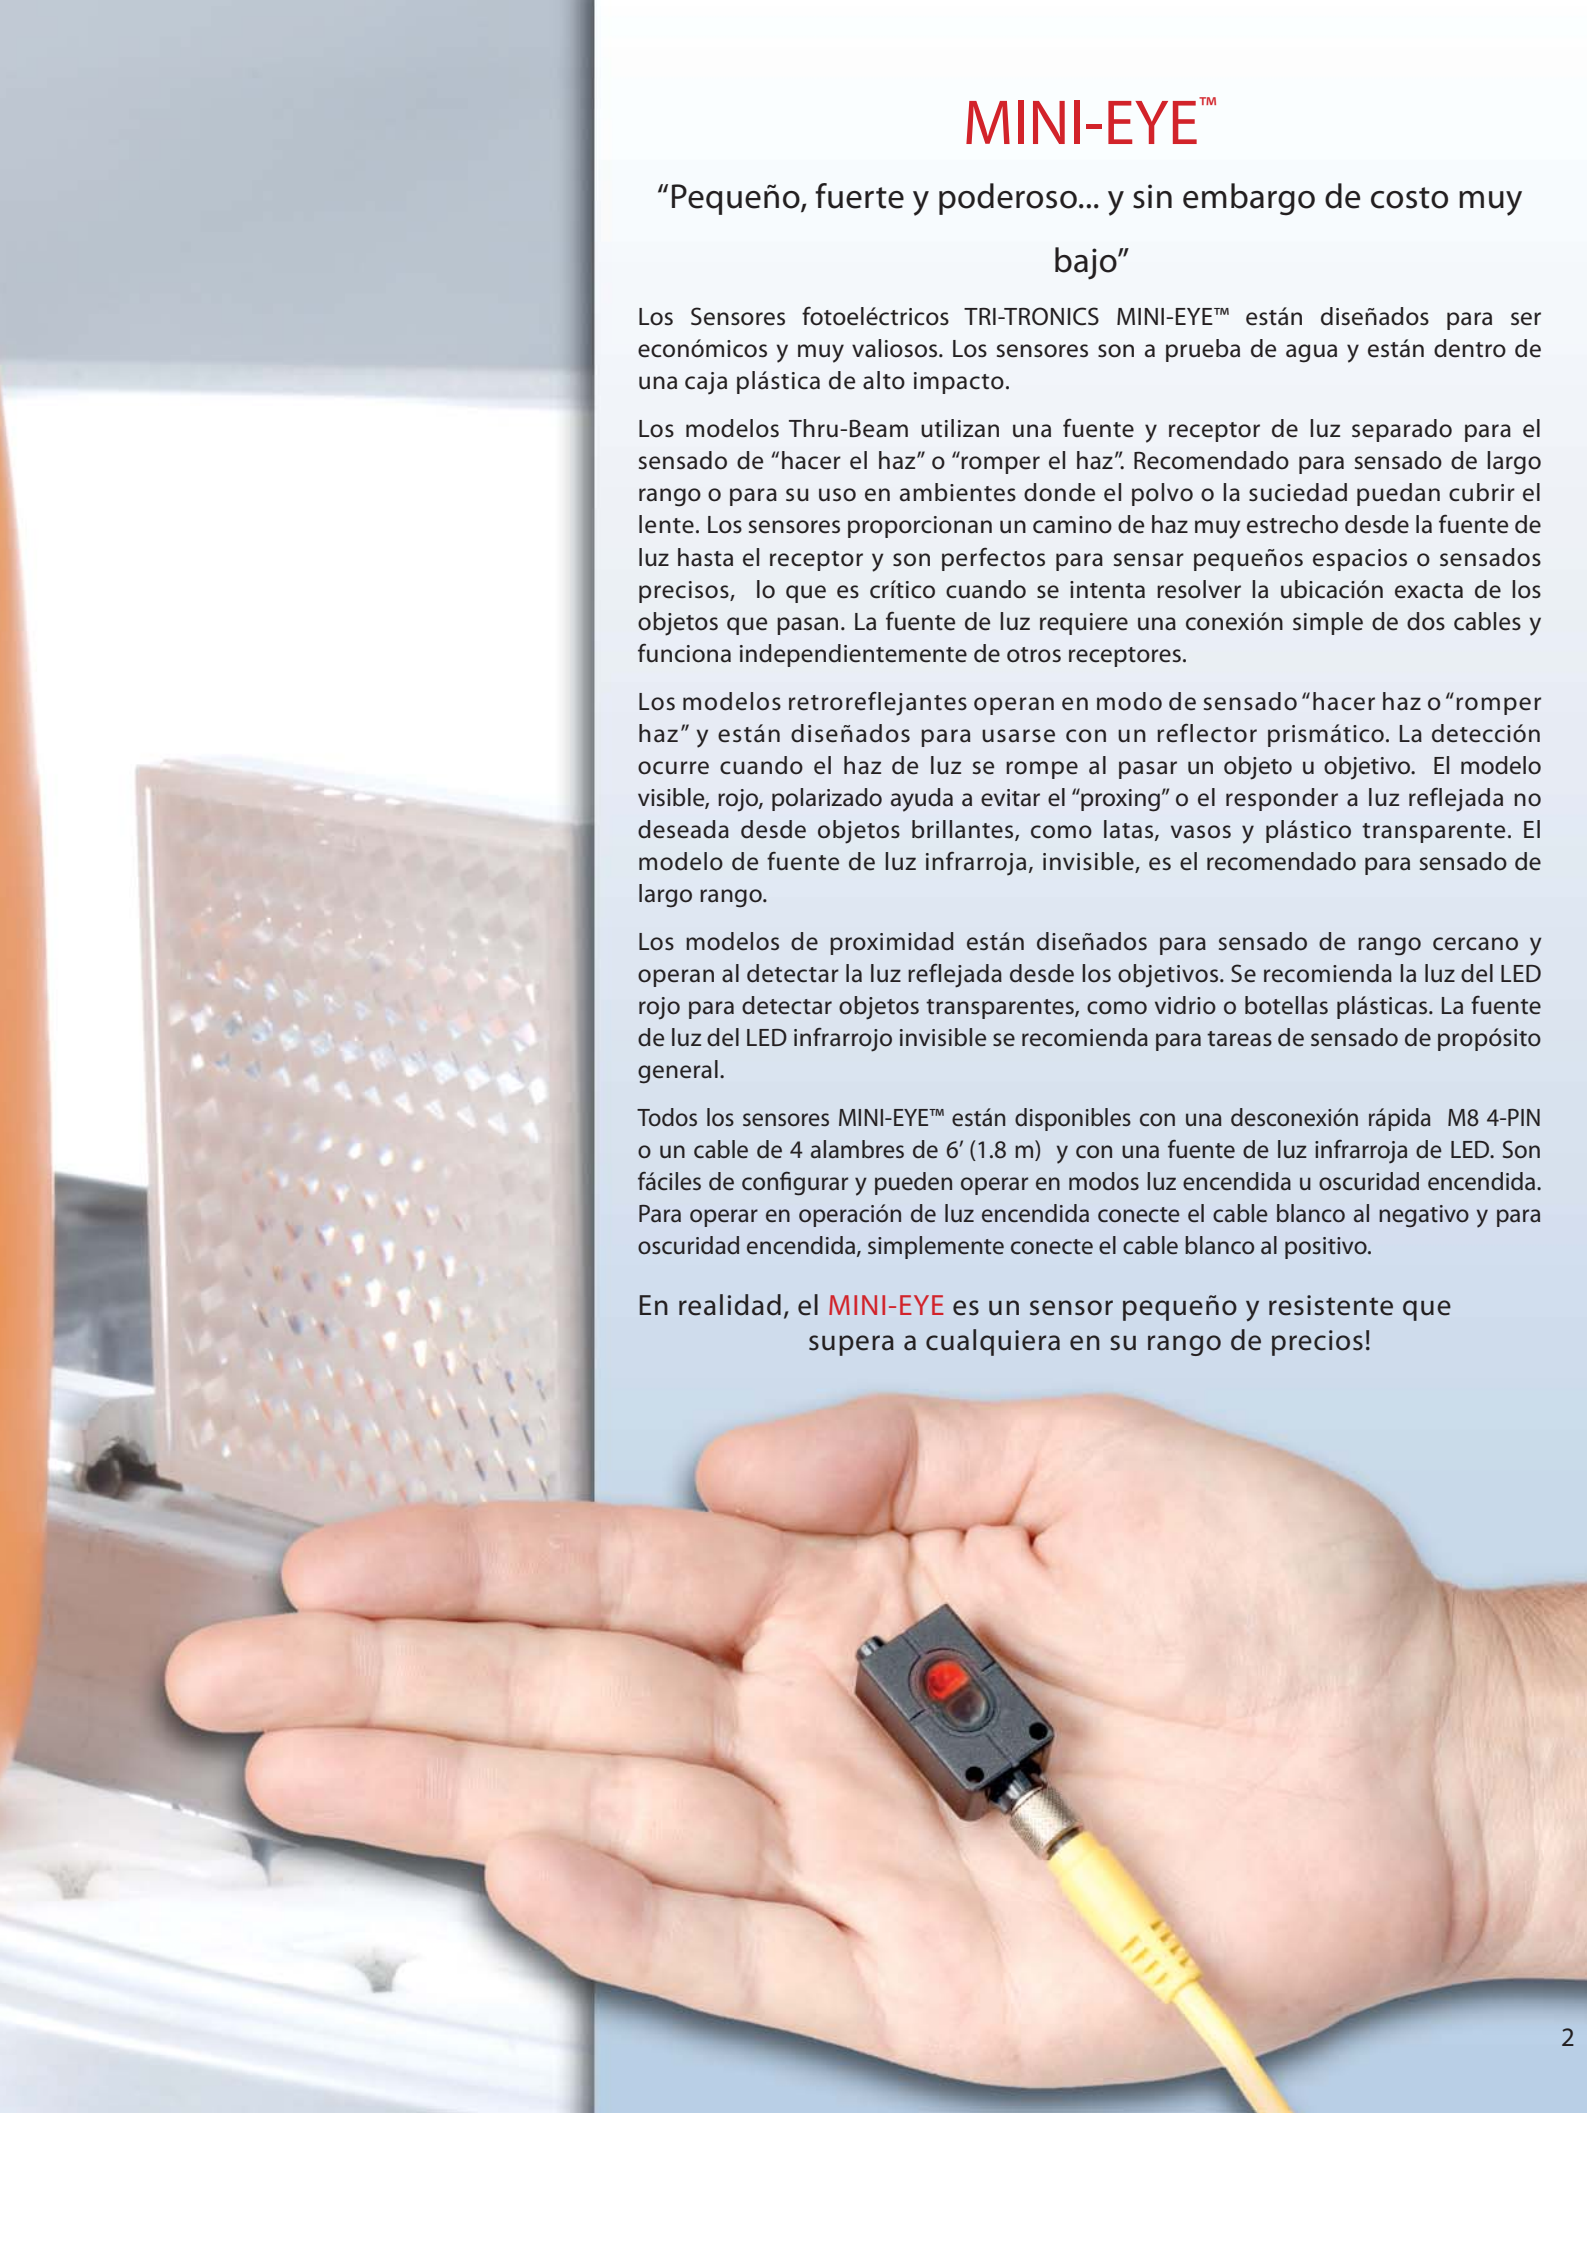 MINI-EYE™
“Pequeño, fuerte y poderoso... y sin embargo de costo muy
bajo”
Los Sensores fotoeléctricos TRI-TRONICS MINI-EYE™ están diseñados para ser
económicos y muy valiosos. Los sensores son a prueba de agua y están dentro de
una caja plástica de alto impacto.
Los modelos Thru-Beam utilizan una fuente y receptor de luz separado para el
sensado de “hacer el haz” o “romper el haz”. Recomendado para sensado de largo
rango o para su uso en ambientes donde el polvo o la suciedad puedan cubrir el
lente. Los sensores proporcionan un camino de haz muy estrecho desde la fuente de
luz hasta el receptor y son perfectos para sensar pequeños espacios o sensados
precisos, lo que es crítico cuando se intenta resolver la ubicación exacta de los
objetos que pasan. La fuente de luz requiere una conexión simple de dos cables y
funciona independientemente de otros receptores.
Los modelos retroreflejantes operan en modo de sensado “hacer haz o “romper
haz” y están diseñados para usarse con un reflector prismático. La detección
ocurre cuando el haz de luz se rompe al pasar un objeto u objetivo. El modelo
visible, rojo, polarizado ayuda a evitar el “proxing” o el responder a luz reflejada no
deseada desde objetos brillantes, como latas, vasos y plástico transparente. El
modelo de fuente de luz infrarroja, invisible, es el recomendado para sensado de
largo rango.
Los modelos de proximidad están diseñados para sensado de rango cercano y
operan al detectar la luz reflejada desde los objetivos. Se recomienda la luz del LED
rojo para detectar objetos transparentes, como vidrio o botellas plásticas. La fuente
de luz del LED infrarrojo invisible se recomienda para tareas de sensado de propósito
general.
Todos los sensores MINI-EYE™ están disponibles con una desconexión rápida M8 4-PIN
o un cable de 4 alambres de 6’ (1.8 m) y con una fuente de luz infrarroja de LED. Son
fáciles de configurar y pueden operar en modos luz encendida u oscuridad encendida.
Para operar en operación de luz encendida conecte el cable blanco al negativo y para
oscuridad encendida, simplemente conecte el cable blanco al positivo.
En realidad, el MINI-EYE es un sensor pequeño y resistente que
supera a cualquiera en su rango de precios!
2